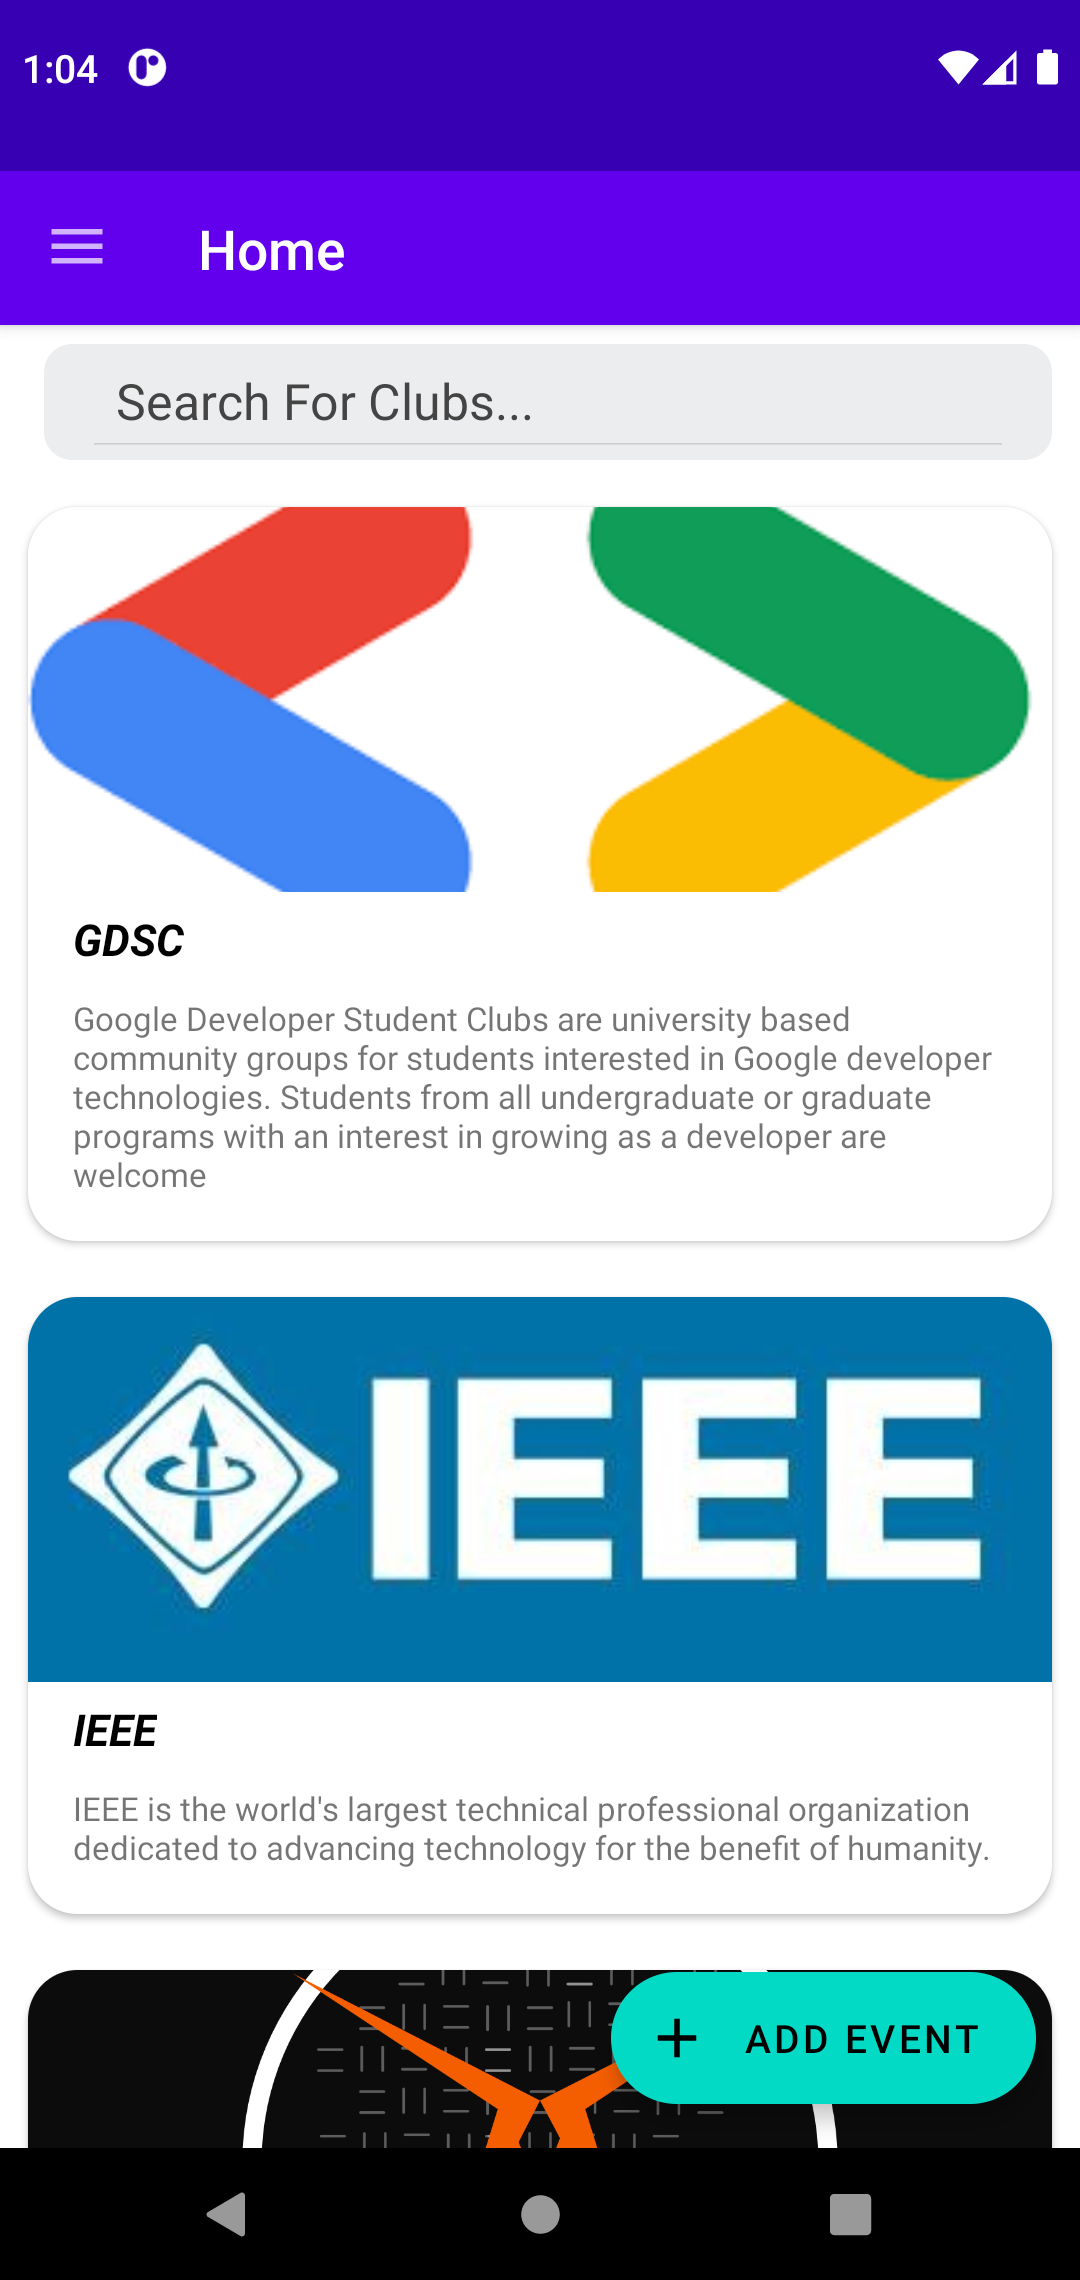 1:04
Home
Search For Clubs...
GDSC
Google Developer Student Clubs are university based
community groups for students interested in Google developer
technologies. Students from all undergraduate or graduate
programs with an interest in growing as a developer are
welcome
IEEE
IEEE
IEEE is the world's largest technical professional organization
dedicated to advancing technology for the benefit of humanity.
ADD EVENT